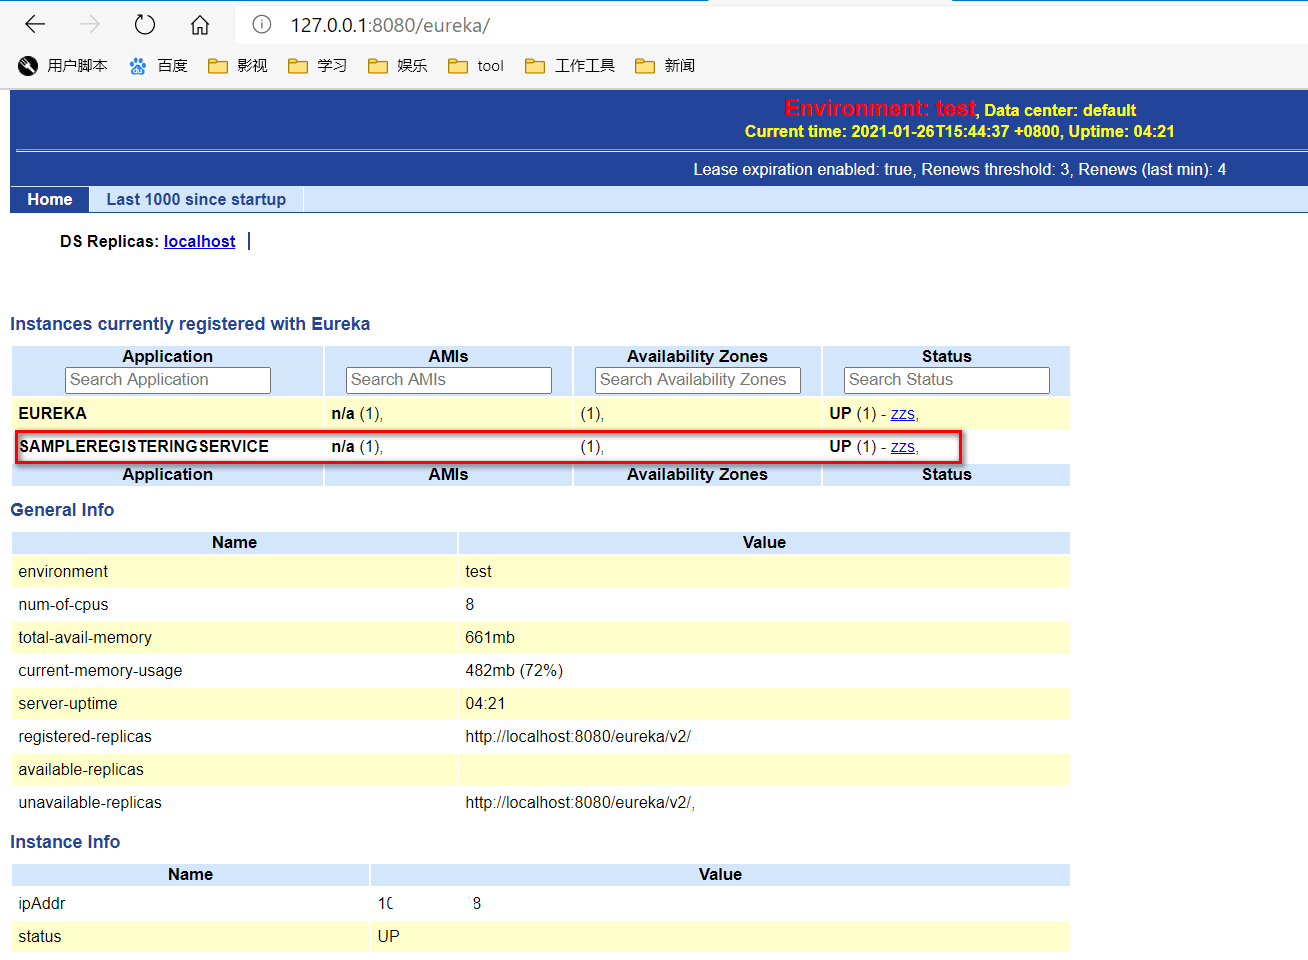 127.0.0.1:8080/eureka/
用户脚本 百度 影视 学习 娱乐 tool 工作工具 新闻
Environment: test, Data center: default
Current time: 2021-01-26T15:44:37 +0800, Uptime: 04:21
Lease expiration enabled: true, Renews threshold: 3, Renews (last min): 4
Home Last 1000 since startup
DS Replicas: localhost
Instances currently registered with Eureka
Application AMIs Availability Zones Status
Search Application Search AMIs Search Availability Zones Search Status
EUREKA n/a (1), (1), UP (1) - zzs,
SAMPLEREGISTERINGSERVICE n/a (1), (1), UP (1) - zzs,
Application AMIs Availability Zones Status
General Info
Name Value
environment test
num-of-cpus 8
total-avail-memory 661mb
current-memory-usage 482mb (72%)
server-uptime 04:21
registered-replicas http://localhost:8080/eureka/v2/
available-replicas
unavailable-replicas http://localhost:8080/eureka/v2/,
Instance Info
Name Value
ipAddr
status UP